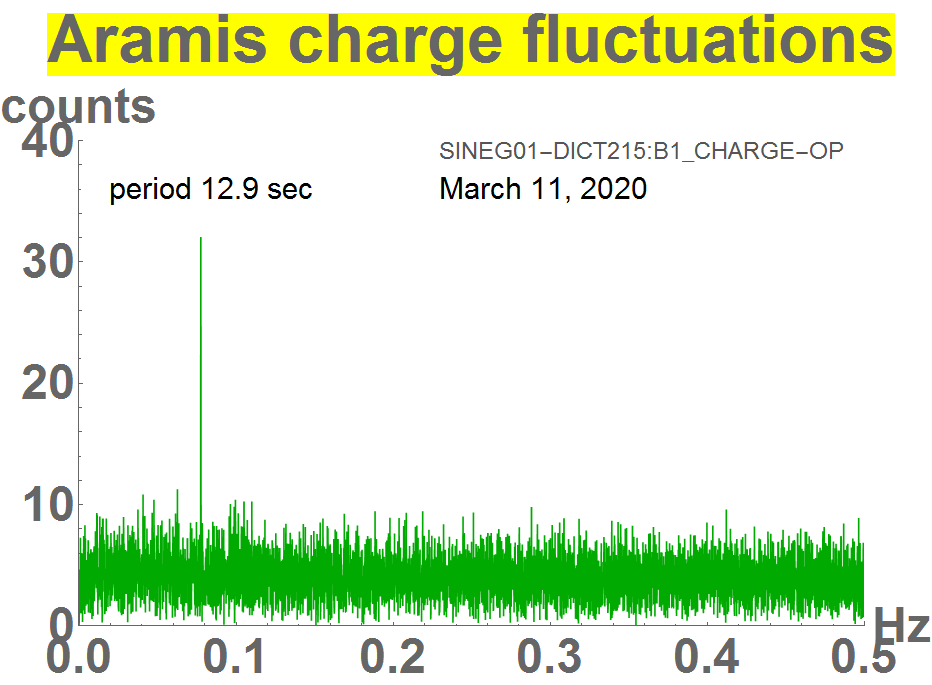 Aramis charge fluctuations
counts
40
SINEG01-DICT215:B1_CHARGE-OP
period 12.9 sec
March 11, 2020
30
20
10
0
Hz
0.0 0.1 0.2 0.3 0.4 0.5